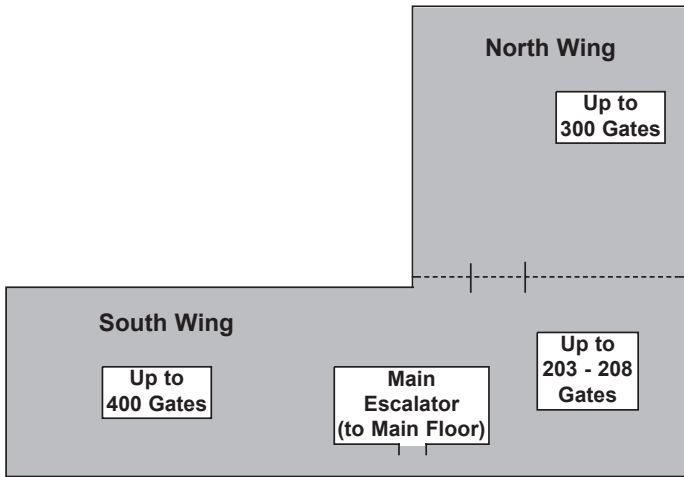 North Wing
Up to
300 Gates
South Wing
Up to
400 Gates
Main
Escalator
(to Main Floor)
Up to
203 - 208
Gates